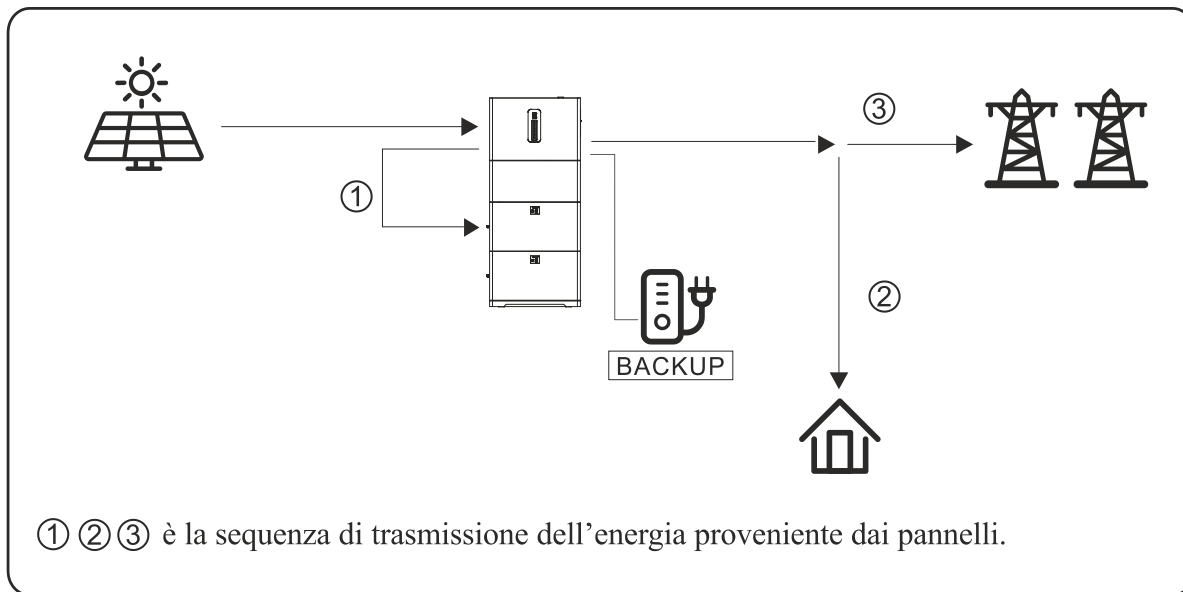 ③
①
②
BACKUP
① ② ③ è la sequenza di trasmissione dell’energia proveniente dai pannelli.